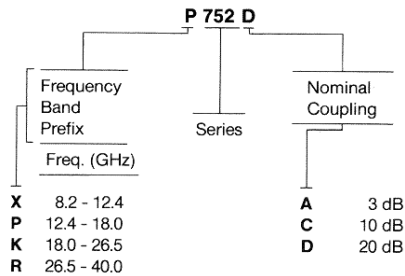 P 752 D
Frequency
Band
Prefix
Freq. (GHz)
X 8.2 - 12.4
P 12.4 - 18.0
K 18.0 - 26.5
R 26.5 - 40.0
Series
Nominal
Coupling
A 3 dB
C 10 dB
D 20 dB